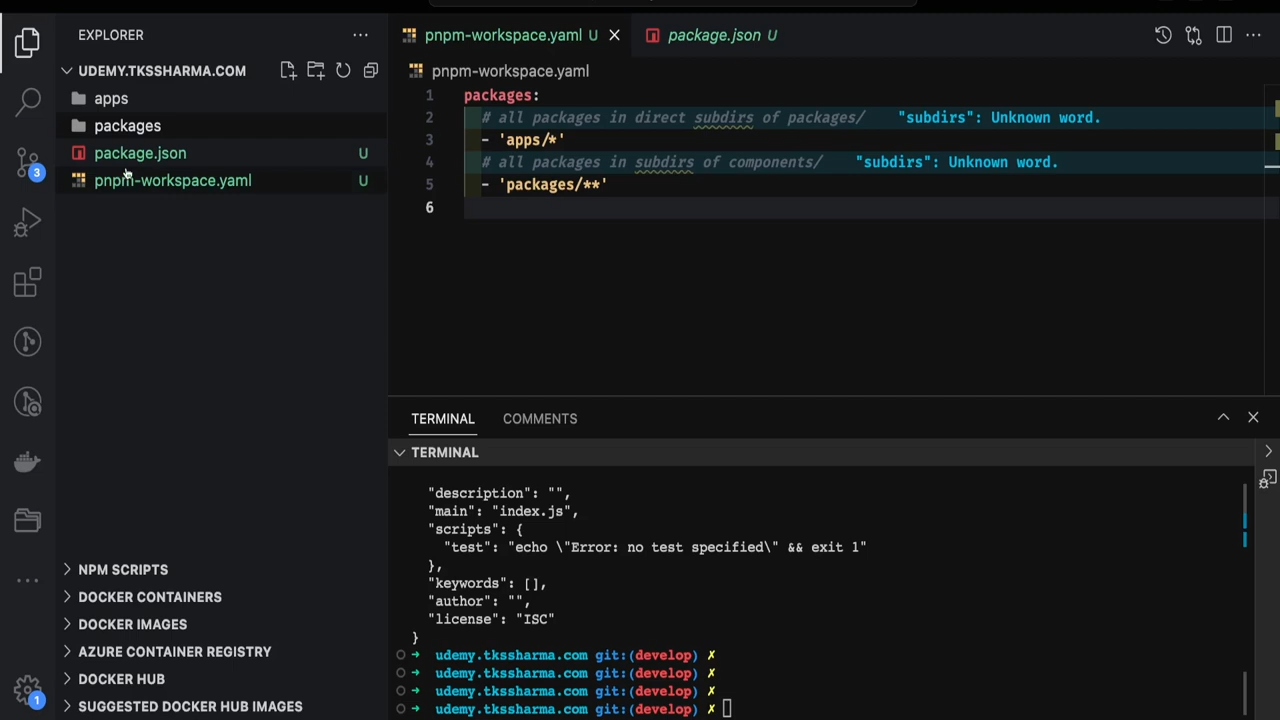 EXPLORER
UDEMY.TKSSHARMA.COM
apps
packages
package.json U
pnpm-workspace.yaml U
3
NPM SCRIPTS
DOCKER CONTAINERS
DOCKER IMAGES
AZURE CONTAINER REGISTRY
DOCKER HUB
SUGGESTED DOCKER HUB IMAGES
1
pnpm-workspace.yaml U
package.json U
pnpm-workspace.yaml
1 packages:
2 # all packages in direct subdirs of packages/ "subdirs": Unknown word.
3 - 'apps/*'
4 # all packages in subdirs of components/ "subdirs": Unknown word.
5 - 'packages/**'
6
TERMINAL COMMENTS
TERMINAL
"description": "",
"main": "index.js",
"scripts": {
"test": "echo \"Error: no test specified\" && exit 1"
},
"keywords": [],
"author": "",
"license": "ISC"
}
➜ udemy.tkssharma.com git:(develop) ✗
➜ udemy.tkssharma.com git:(develop) ✗
➜ udemy.tkssharma.com git:(develop) ✗
➜ udemy.tkssharma.com git:(develop) ✗